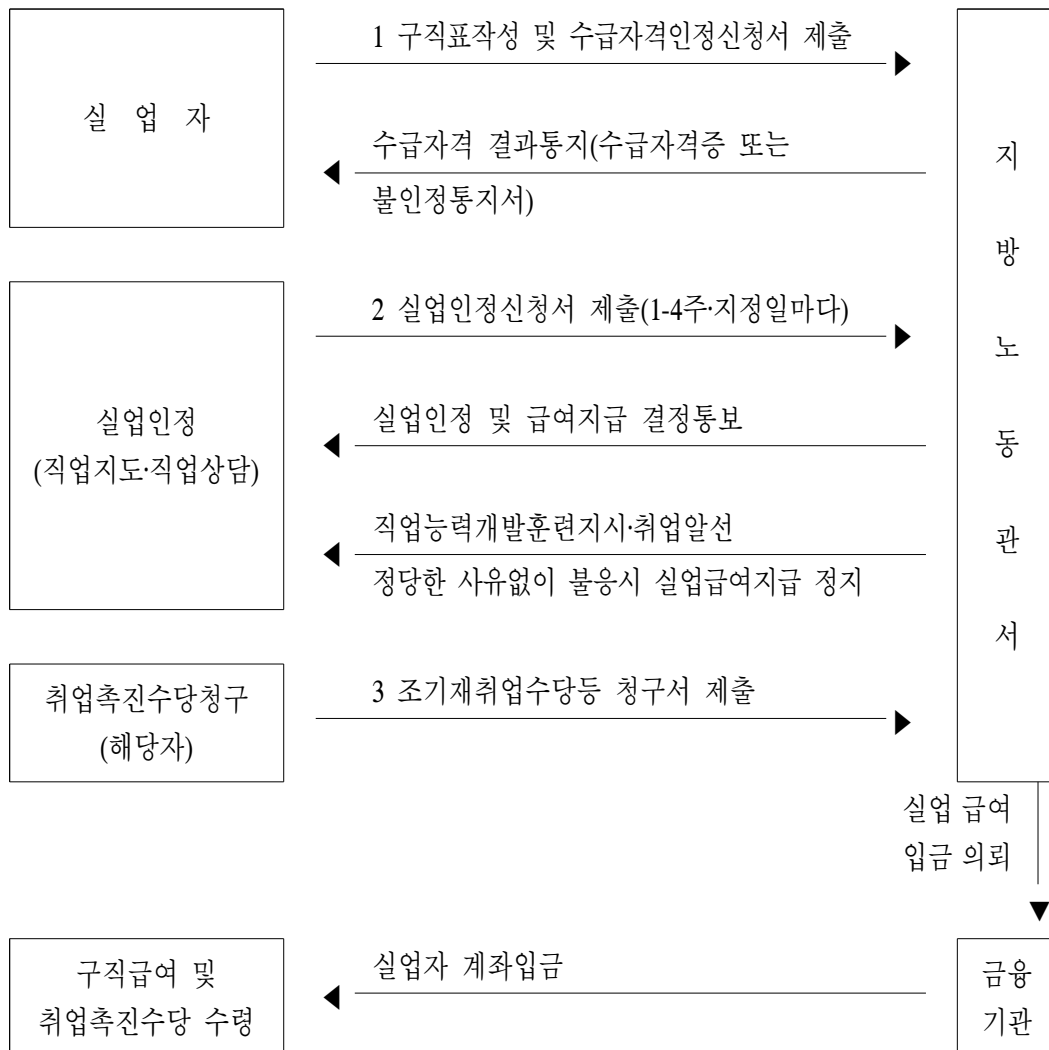 1 구직표작성 및 수급자격인정신청서 제출
실 업 자
수급자격 결과통지(수급자격증 또는
불인정통지서)
지
방
노
동
관
서
2 실업인정신청서 제출(1-4주·지정일마다)
실업인정
(직업지도·직업상담)
실업인정 및 급여지급 결정통보
직업능력개발훈련지시·취업알선
정당한 사유없이 불응시 실업급여지급 정지
취업촉진수당청구
(해당자)
3 조기재취업수당등 청구서 제출
실업 급여
입금 의뢰
구직급여 및
취업촉진수당 수령
실업자 계좌입금
금융
기관